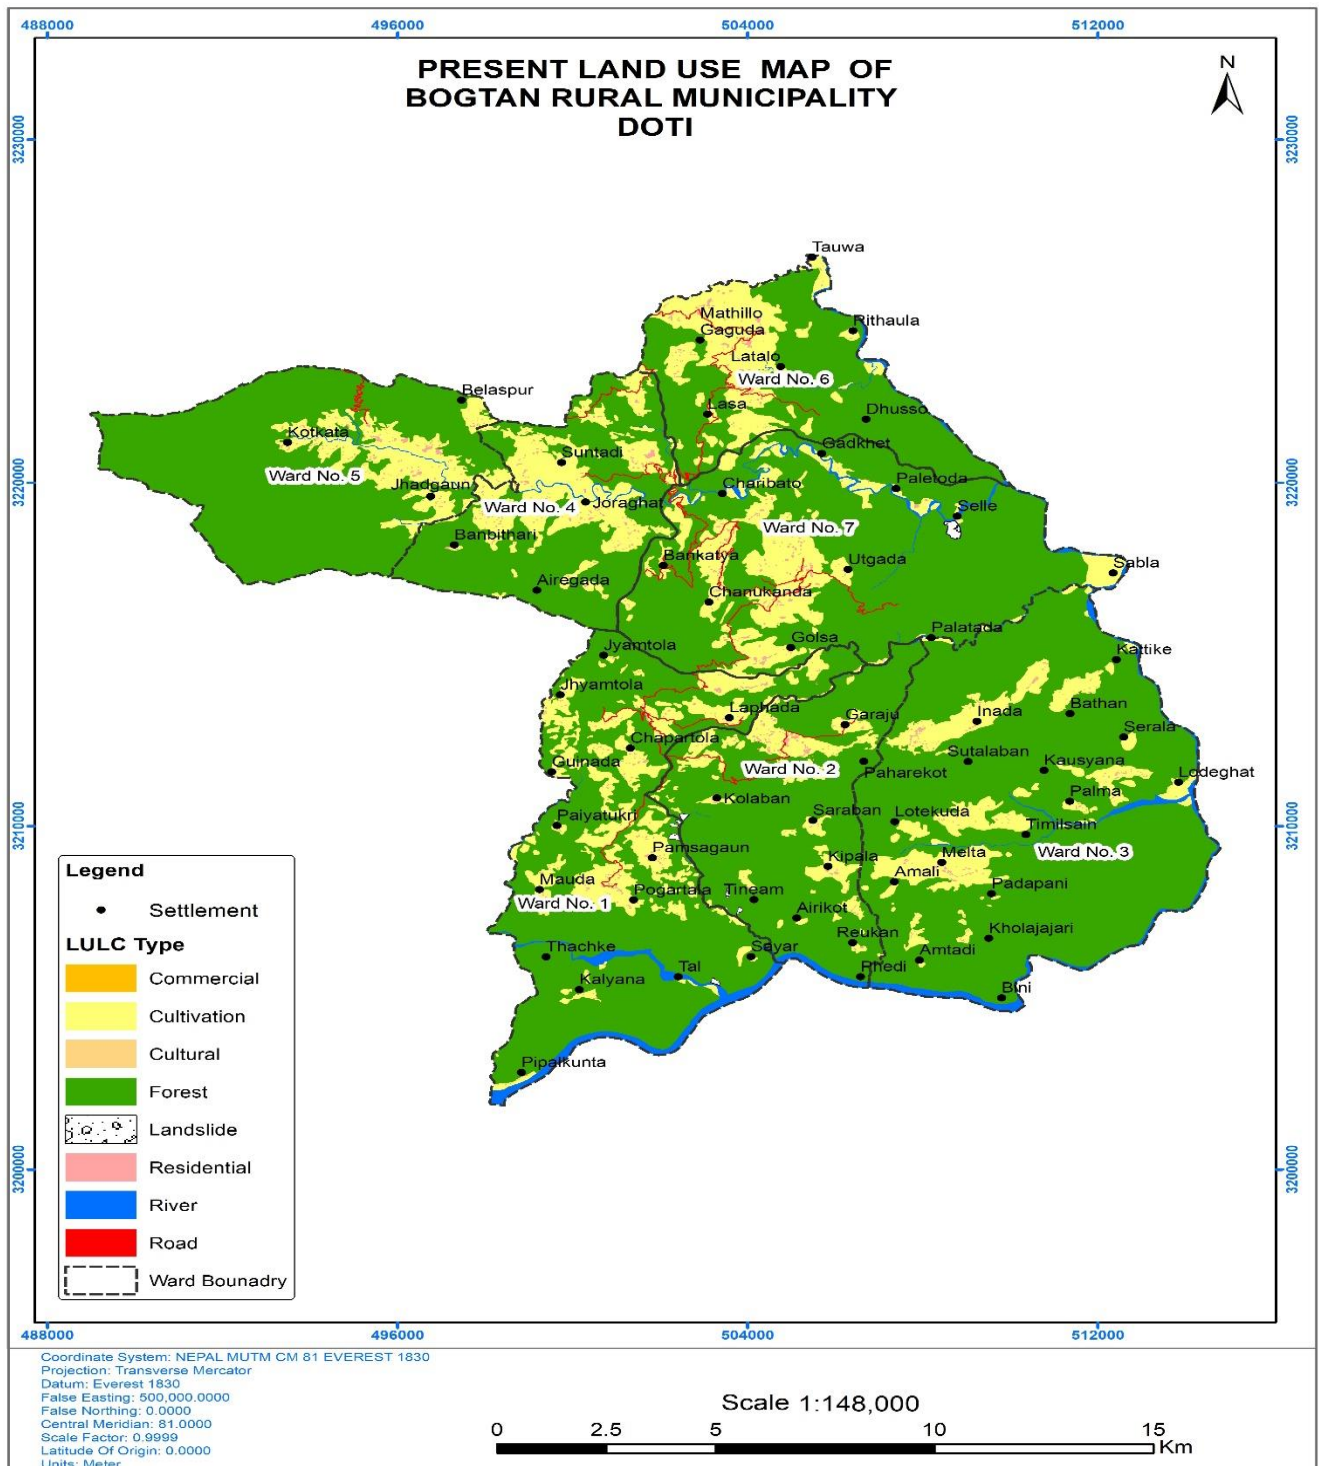 488000
496000
504000
512000
PRESENT LAND USE MAP OF
BOGTAN RURAL MUNICIPALITY
DOTI
N
3230000
3230000
Tauwa
Mathillo
Gaguda
Rithaula
Latalo
Ward No. 6
Belaspur
Lasa
Dhusso
Kotkata
Gadkhet
Suntadi
Ward No. 5
3220000
3220000
Jhadgaun
Charibato
Paletoda
Ward No. 4
Joraghat
Selle
Ward No. 7
Banbithari
Bankatya
Utgada
Sabla
Airegada
Chanukanda
Palatada
Jyamtola
Golsa
Kattike
Jhyamtola
Laphada
Garaju
Inada
Bathan
Serala
Chapartola
Sutalaban
Guinada
Ward No. 2
Paharekot
Kausyana
Lodeghat
Kolaban
Palma
Paiyatukri
Saraban
Lotekuda
Timilsain
3210000
3210000
Pamsagaun
Kipala
Melta
Ward No. 3
Amali
Mauda
Pogartala
Tineam
Padapani
Ward No. 1
Airikot
Reukan
Kholajajari
Thachke
Sayar
Amtadi
Tal
Phedi
Kalyana
Bini
Pipalkunta
Legend
Settlement
LULC Type
Commercial
Cultivation
Cultural
Forest
Landslide
Residential
River
Road
Ward Bounadry
3200000
3200000
488000
496000
504000
512000
Coordinate System: NEPAL MUTM CM 81 EVEREST 1830
Projection: Transverse Mercator
Datum: Everest 1830
False Easting: 500,000.0000
False Northing: 0.0000
Central Meridian: 81.0000
Scale Factor: 0.9999
Latitude Of Origin: 0.0000
Units: Meter
Scale 1:148,000
0 2.5 5 10 15
Km